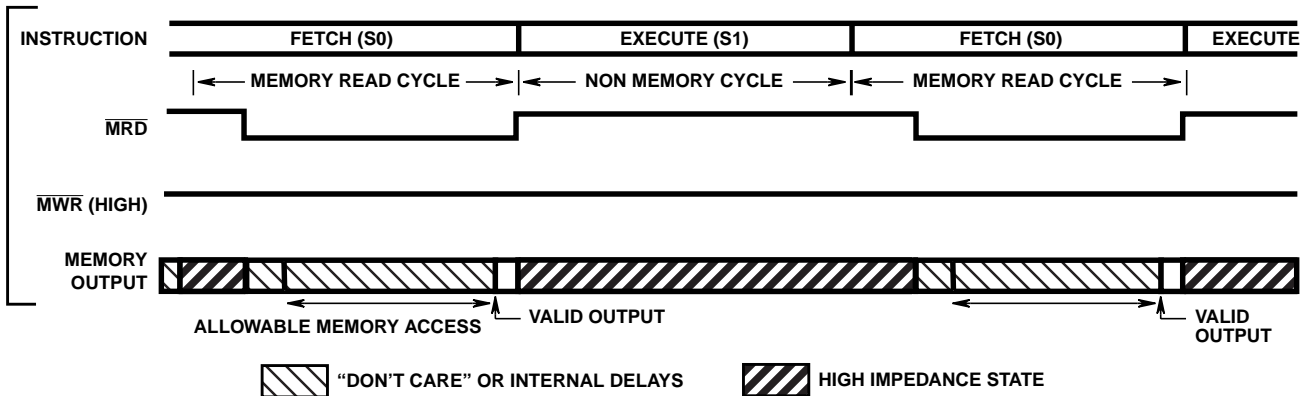 INSTRUCTION FETCH (S0) EXECUTE (S1) FETCH (S0) EXECUTE
MEMORY READ CYCLE NON MEMORY CYCLE MEMORY READ CYCLE
MRD
MWR (HIGH)
MEMORY
OUTPUT
ALLOWABLE MEMORY ACCESS
VALID OUTPUT
VALID
OUTPUT
“DON'T CARE” OR INTERNAL DELAYS
HIGH IMPEDANCE STATE